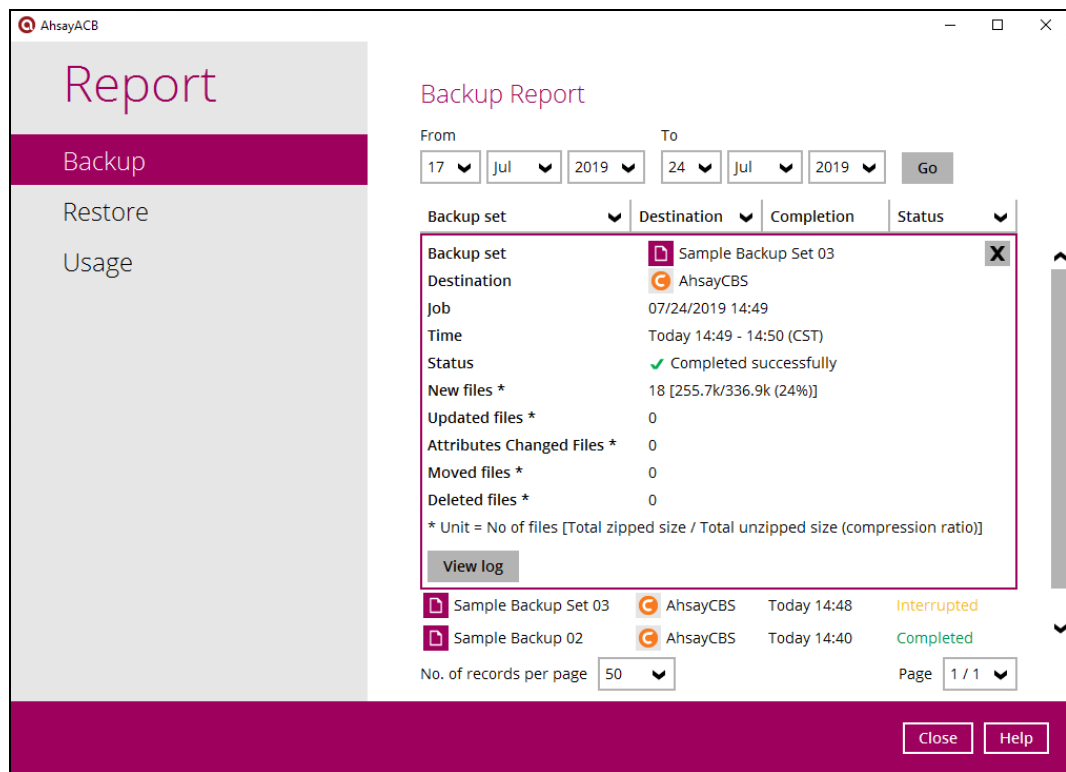 AhsayACB
Report
Backup
Restore
Usage
Backup Report
From To
17 Jul 2019 24 Jul 2019 Go
Backup set Destination Completion Status
Backup set Sample Backup Set 03 X
Destination AhsayCBS
Job 07/24/2019 14:49
Time Today 14:49 - 14:50 (CST)
Status Completed successfully
New files * 18 [255.7k/336.9k (24%)]
Updated files * 0
Attributes Changed Files * 0
Moved files * 0
Deleted files * 0
* Unit = No of files [Total zipped size / Total unzipped size (compression ratio)]
View log
Sample Backup Set 03 AhsayCBS Today 14:48 Interrupted
Sample Backup 02 AhsayCBS Today 14:40 Completed
No. of records per page 50 Page 1 / 1
Close Help